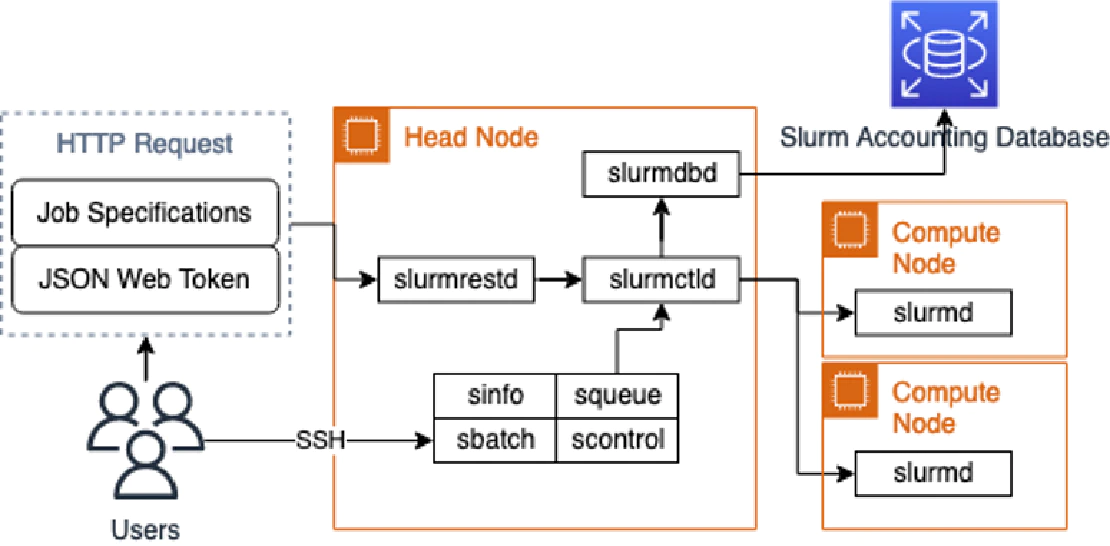 Slurm Accounting Database
HTTP Request
Job Specifications
JSON Web Token
Users
SSH
Head Node
slurmdbd
slurmrestd
slurmctld
sinfo
squeue
sbatch
scontrol
Compute
Node
slurmd
Compute
Node
slurmd